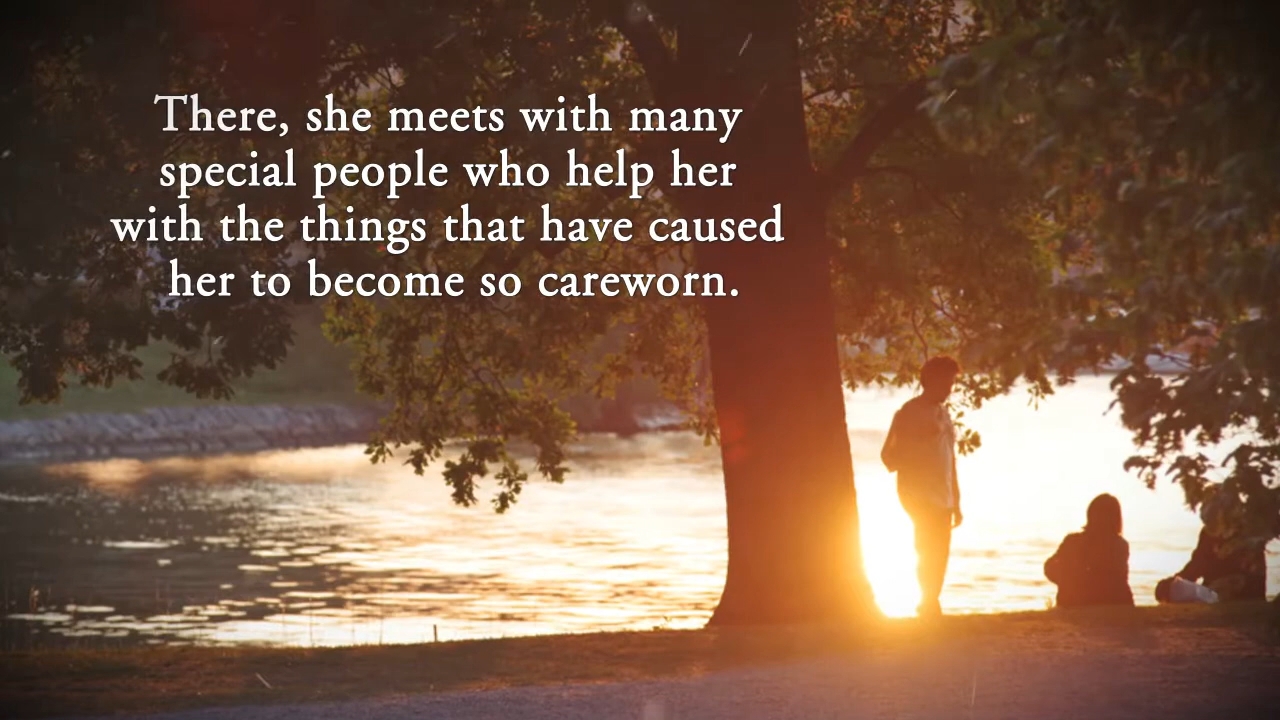 There, she meets with many
special people who help her
with the things that have caused
her to become so careworn.